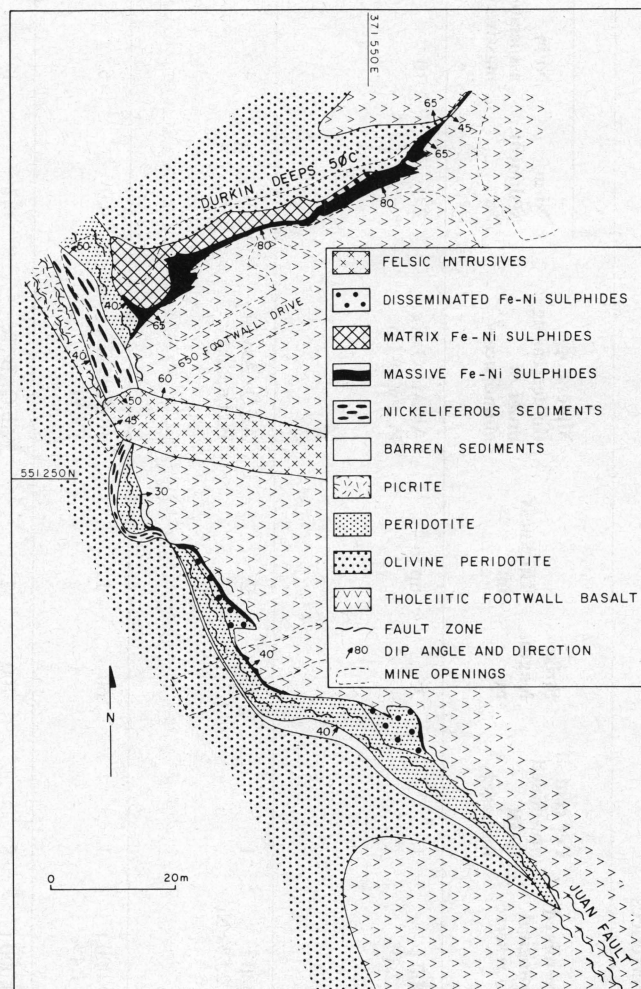 371 550E
65
45
65
DURKIN DEEPS 50C
80
80
60
65
650 FOOTWALL DRIVE
40
60
50
45
551 250N
30
40
40
N
0 20m
JUAN FAULT
FELSIC INTRUSIVES
DISSEMINATED Fe-Ni SULPHIDES
MATRIX Fe-Ni SULPHIDES
MASSIVE Fe-Ni SULPHIDES
NICKELIFEROUS SEDIMENTS
BARREN SEDIMENTS
PICRITE
PERIDOTITE
OLIVINE PERIDOTITE
THOLEIITIC FOOTWALL BASALT
FAULT ZONE
80 DIP ANGLE AND DIRECTION
MINE OPENINGS